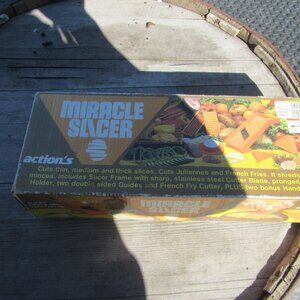 MIRACLE
SLICER
action's
Cuts thin, medium and thick slices. Cuts Juliennes and French Fries. It shreds
minces. Includes Slicer Frame with sharp, stainless steel Cutter Blade, pronged
Holder, two double sided Guides and French Fry Cutter, PLUS two bonus Hand
MIRACLE
SLICER